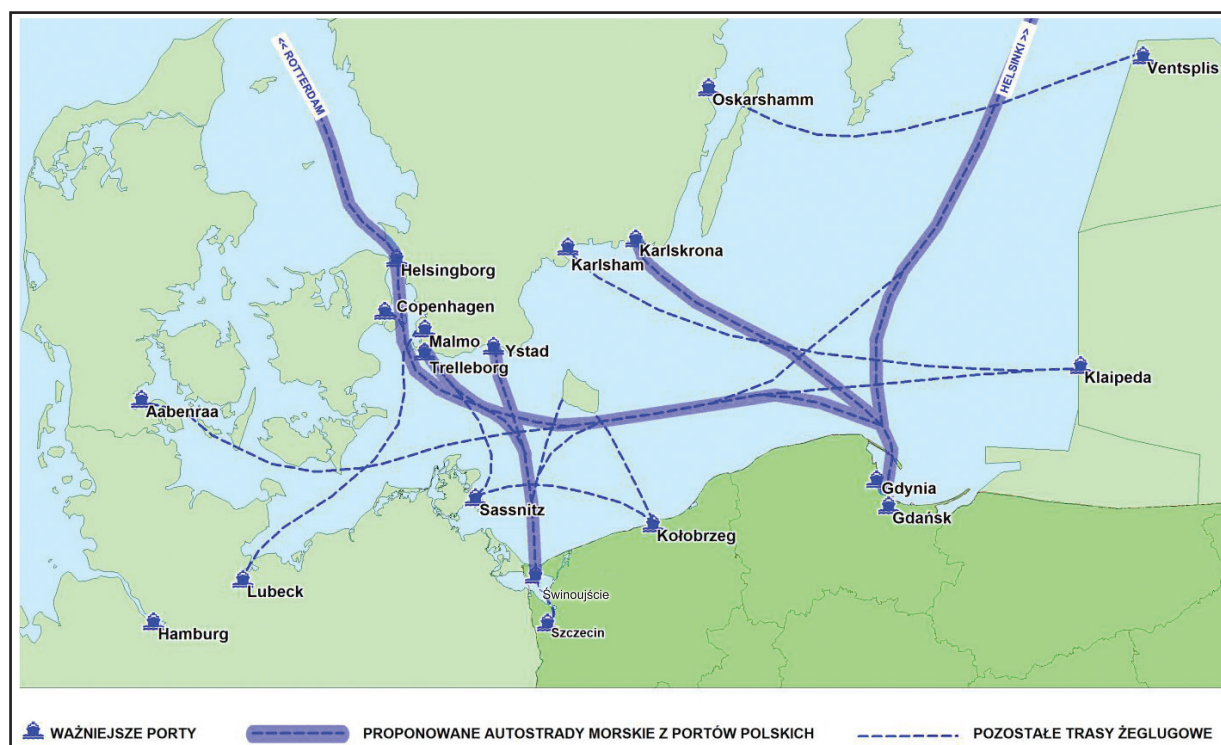 << ROTTERDAM
HELSINKI >>
Ventsplis
Oskarshamm
Karlskrona
Karlsham
Helsingborg
Copenhagen
Malmo
Ystad
Trelleborg
Klaipeda
Aabenraa
Gdynia
Sassnitz
Gdańsk
Kołobrzeg
Lubeck
Świnoujście
Hamburg
Szczecin
WAŻNIEJSZE PORTY
PROPONOWANE AUTOSTRADY MORSKIE Z PORTÓW POLSKICH
POZOSTAŁE TRASY ŻEGLUGOWE